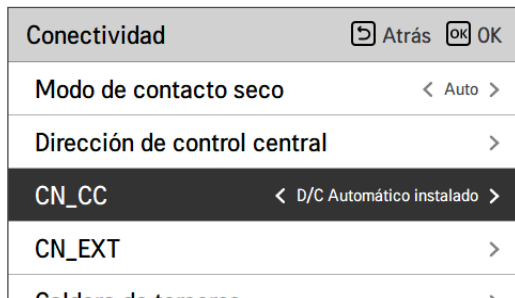 Conectividad Atrás OK OK
Modo de contacto seco < Auto >
Dirección de control central >
CN_CC < D/C Automático instalado >
CN_EXT >